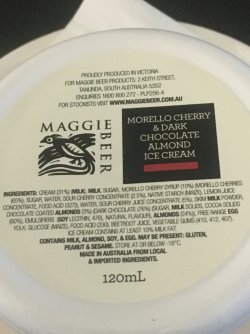 PROUDLY PRODUCED IN VICTORIA
FOR MAGGIE BEER PRODUCTS: 2 KEITH STREET,
TANUNDA, SOUTH AUSTRALIA 5352
ENQUIRIES 1800 800 272 - PLP256-4
FOR STOCKISTS VISIT WWW.MAGGIEBEER.COM.AU
MAGGIE
BEER
MORELLO CHERRY
& DARK
CHOCOLATE
ALMOND
ICE CREAM
INGREDIENTS: CREAM (31%) (MILK), MILK, SUGAR, MORELLO CHERRY SYRUP (10%) (MORELLO CHERRIES
(65%), SUGAR, WATER, SOUR CHERRY CONCENTRATE (2.5%), NATIVE STARCH (MAIZE), LEMON JUICE
CONCENTRATE, FOOD ACID (327), WATER, SOUR CHERRY JUICE CONCENTRATE (5%), SKIM MILK POWDER,
CHOCOLATE COATED ALMONDS (3%) (DARK CHOCOLATE (76%) (SUGAR, MILK SOLIDS, COCOA SOLIDS
(60%), EMULSIFIERS (SOY LECITHIN, 476), NATURAL FLAVOUR), ALMONDS (24%)), FREE RANGE EGG
YOLK, GLUCOSE (MAIZE), FOOD ACID (330), BEETROOT JUICE, VEGETABLE GUMS (410, 412, 407).
ICE CREAM CONTAINS AT LEAST 10% MILK FAT.
CONTAINS MILK, ALMOND, SOY, & EGG. MAY BE PRESENT: GLUTEN,
PEANUT & SESAME. STORE AT OR BELOW -18°C.
MADE IN AUSTRALIA FROM LOCAL
& IMPORTED INGREDIENTS.
120mL